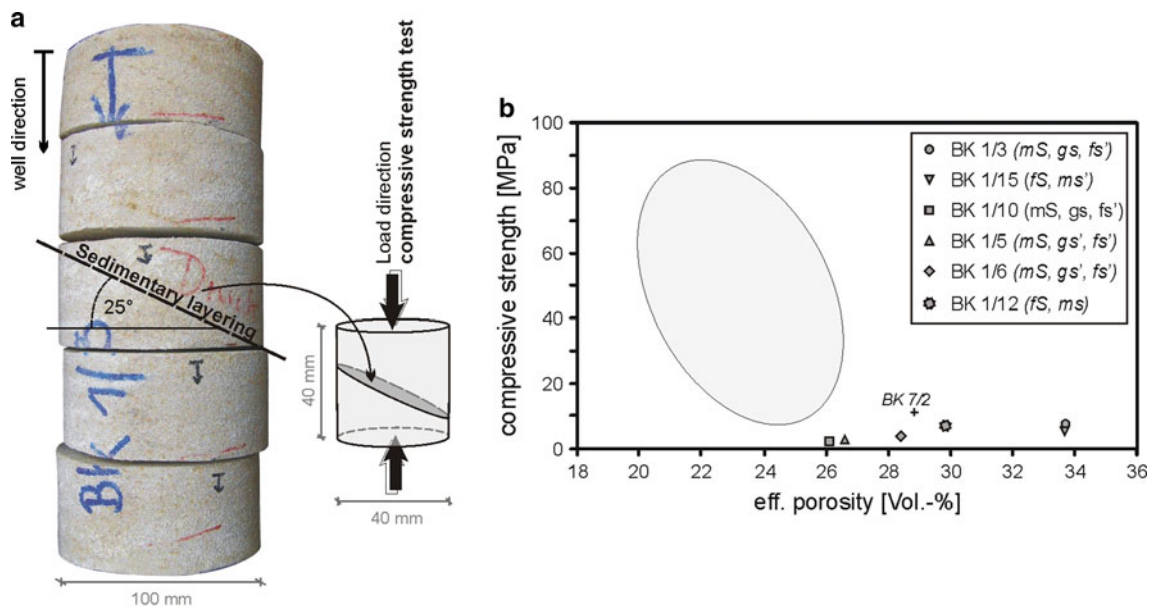 a
well direction
Sedimentary layering
25°
BK 1/3
100 mm
Load direction
compressive strength test
40 mm
40 mm
b
compressive strength [MPa]
100
80
60
40
20
0
18 20 22 24 26 28 30 32 34 36
eff. porosity [Vol.-%]
BK 7/2
BK 1/3 (mS, gs, fs')
BK 1/15 (fS, ms')
BK 1/10 (mS, gs, fs')
BK 1/5 (mS, gs', fs')
BK 1/6 (mS, gs', fs')
BK 1/12 (fS, ms)